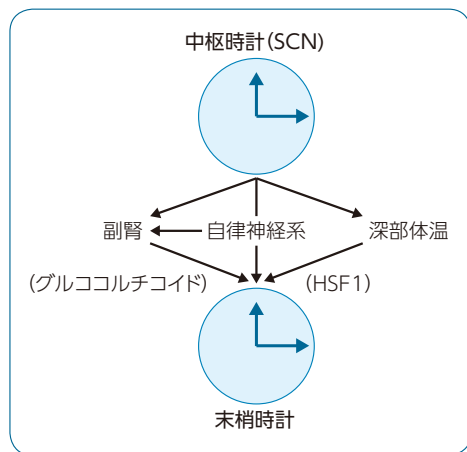 中枢時計(SCN)
副腎 自律神経系 深部体温
(グルココルチコイド) (HSF1)
末梢時計